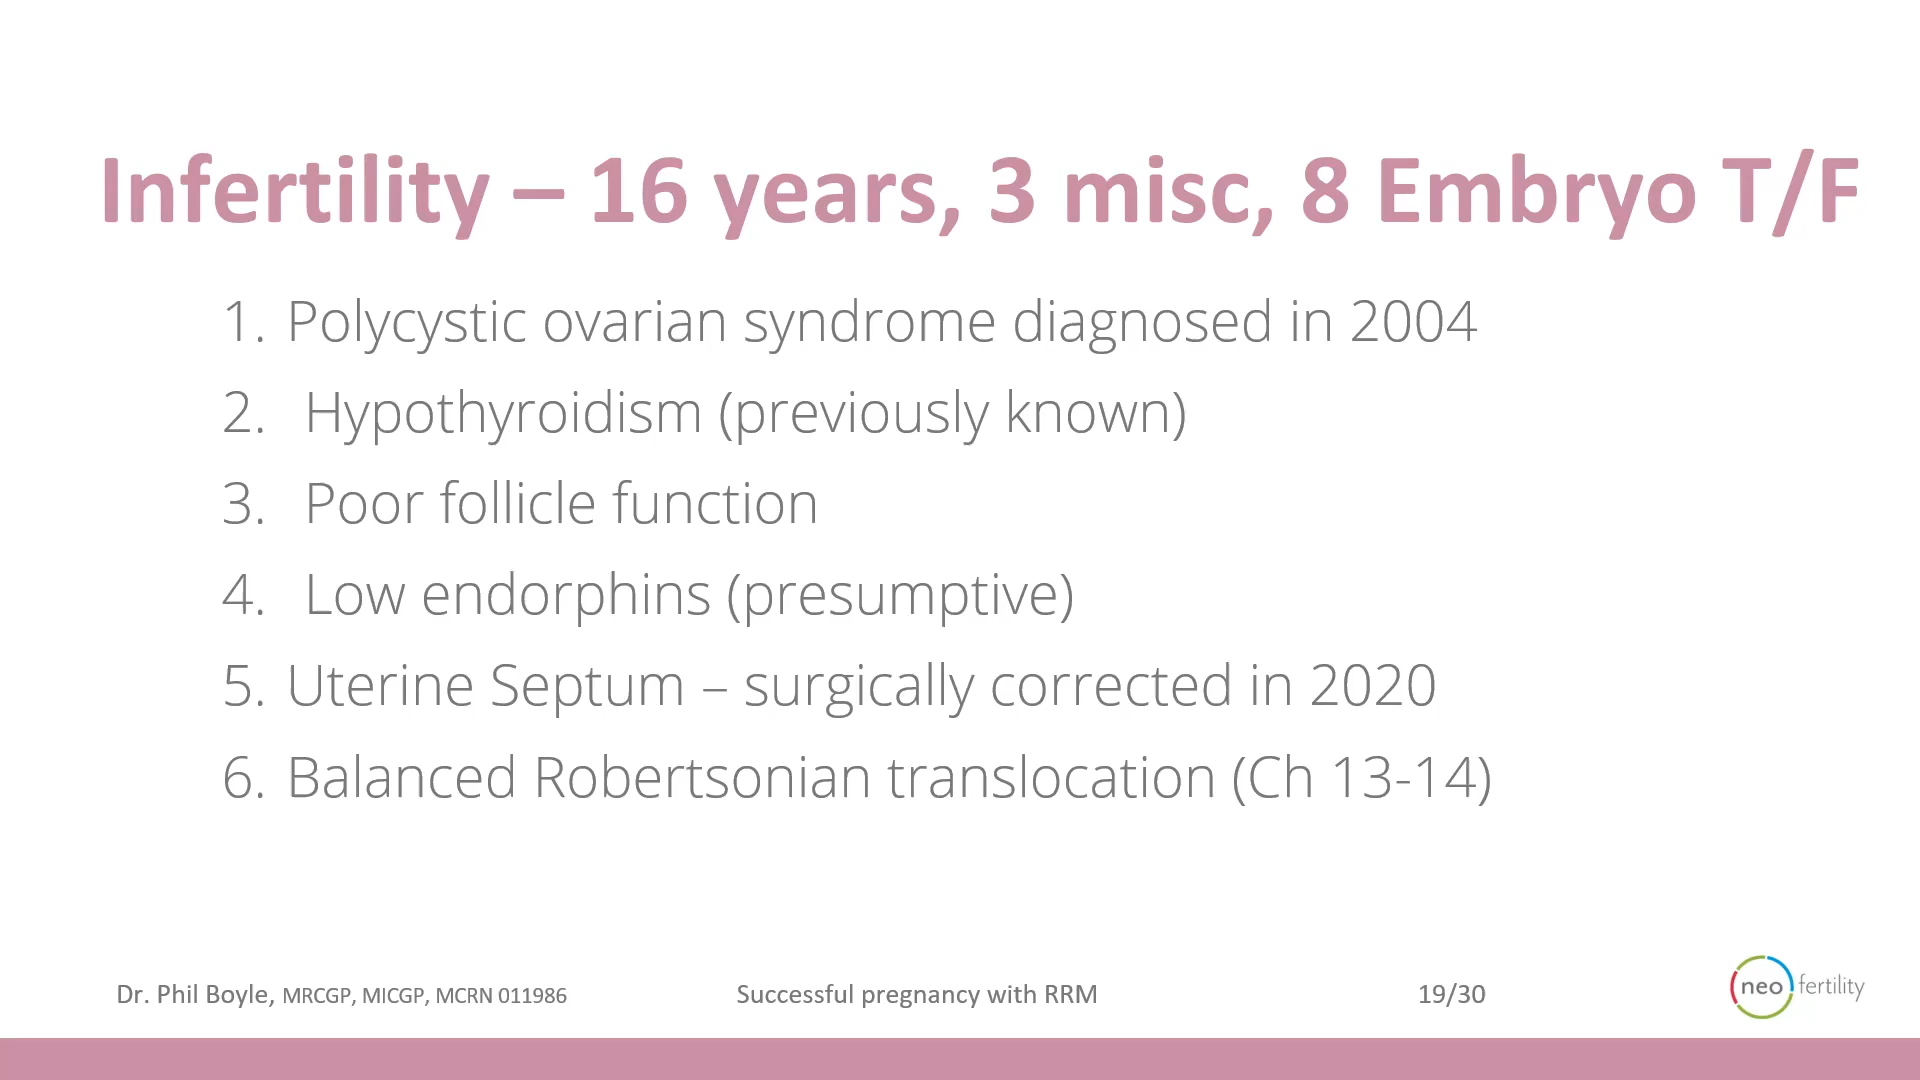 Infertility – 16 years, 3 misc, 8 Embryo T/F
1. Polycystic ovarian syndrome diagnosed in 2004
2. Hypothyroidism (previously known)
3. Poor follicle function
4. Low endorphins (presumptive)
5. Uterine Septum – surgically corrected in 2020
6. Balanced Robertsonian translocation (Ch 13-14)
Dr. Phil Boyle, MRCGP, MICGP, MCRN 011986
Successful pregnancy with RRM
19/30
neo fertility